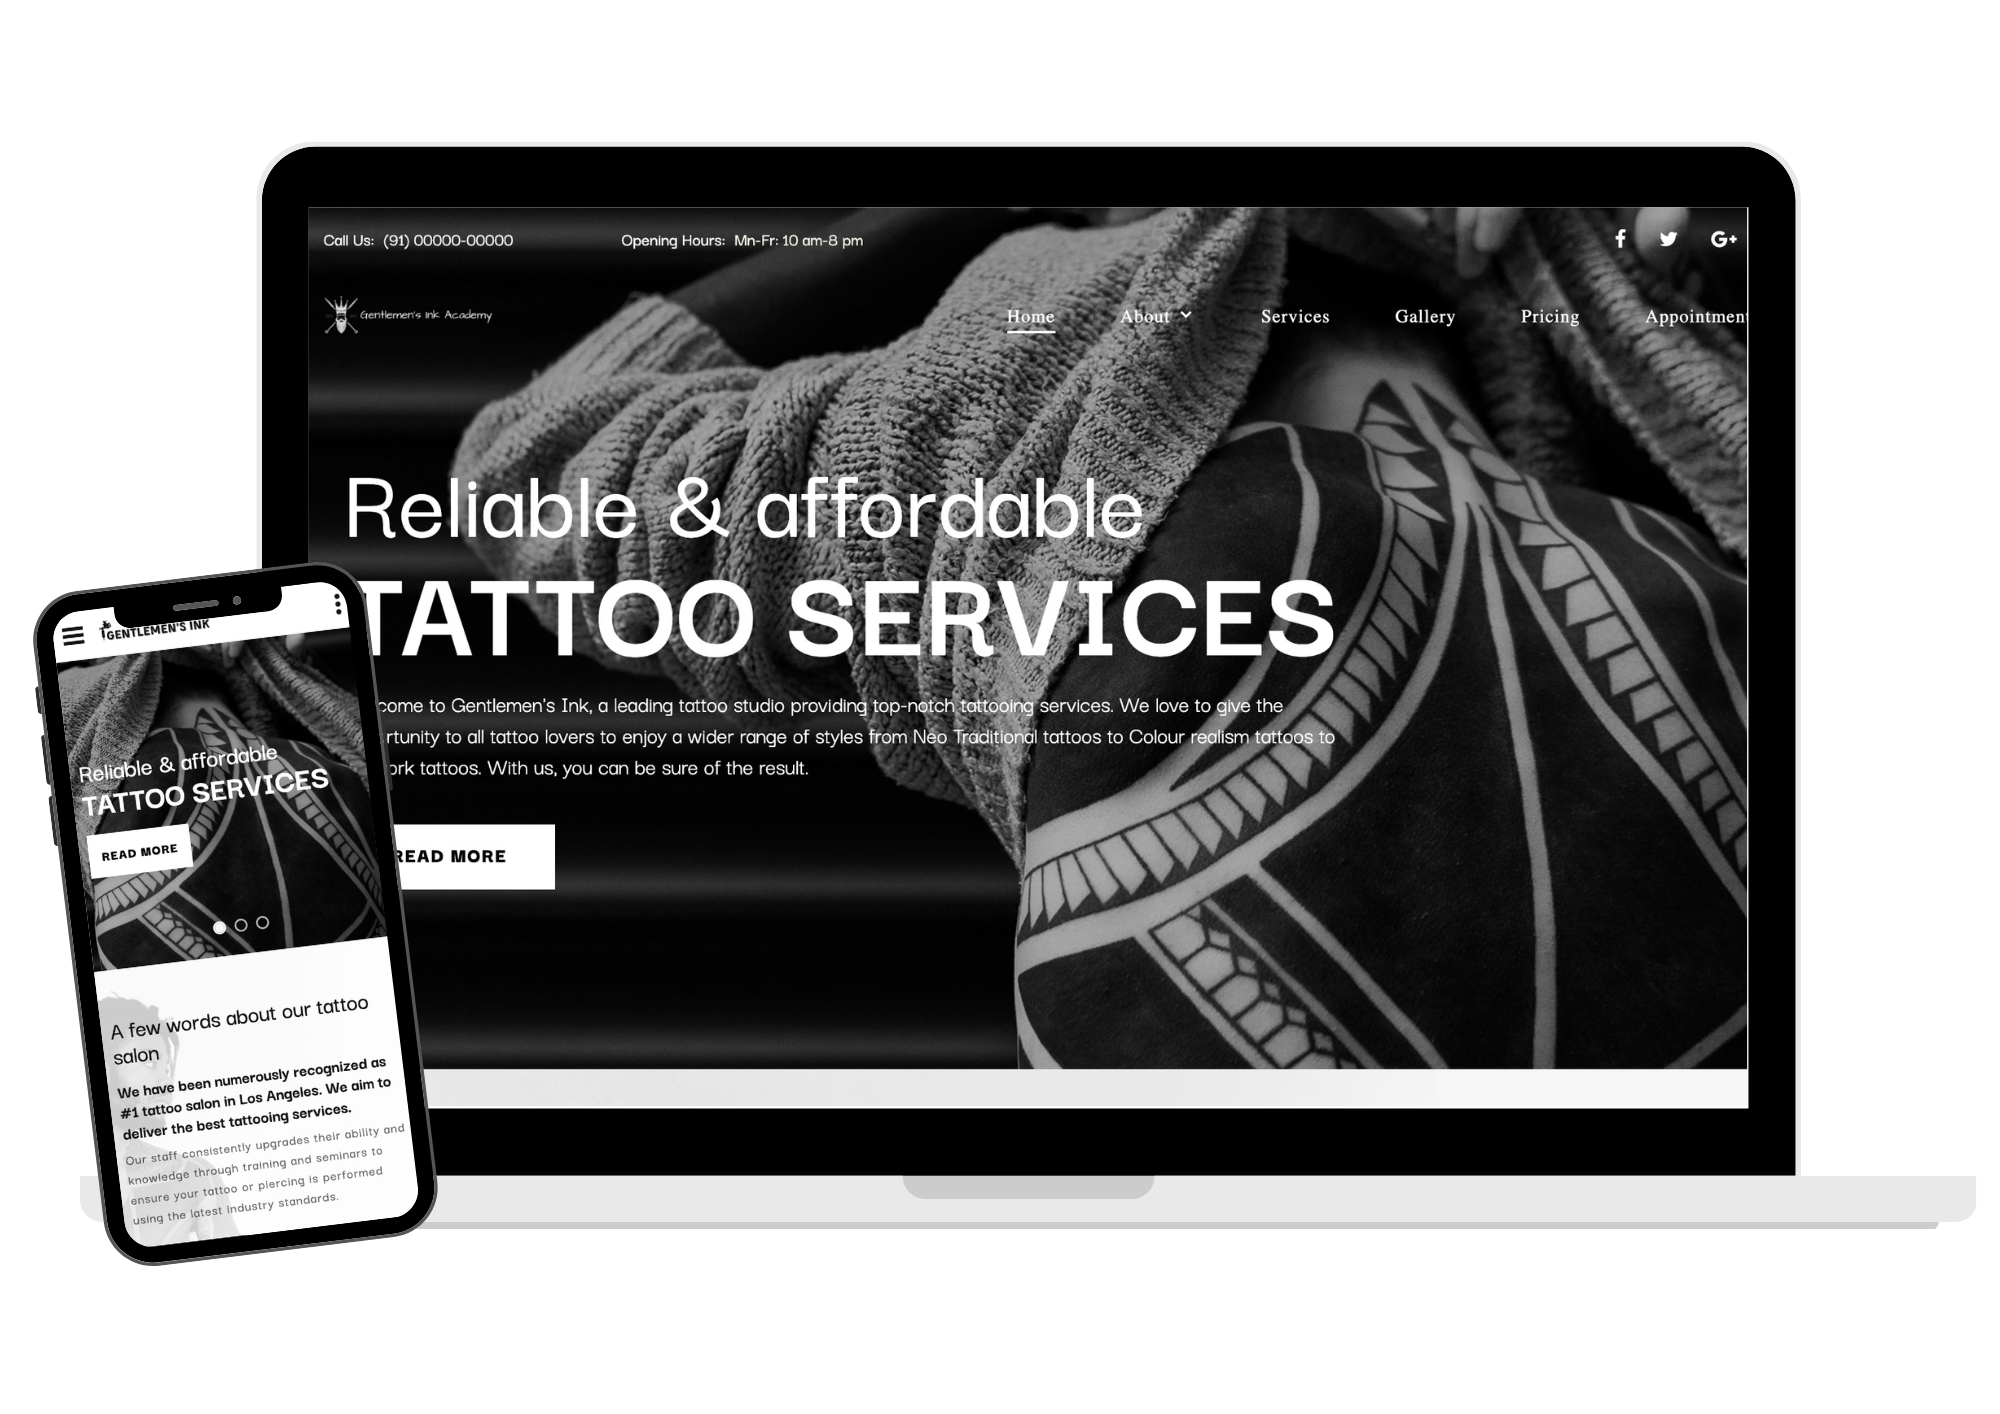 Call Us: (91) 00000-00000
Opening Hours: Mn-Fr: 10 am-8 pm
G+
Gentlemen's Ink Academy
Home
About
Services
Gallery
Pricing
Appointment
Reliable & affordable
TATTOO SERVICES
come to Gentlemen's Ink, a leading tattoo studio providing top-notch tattooing services. We love to give the
rtunity to all tattoo lovers to enjoy a wider range of styles from Neo Traditional tattoos to Colour realism tattoos to
ork tattoos. With us, you can be sure of the result.
READ MORE
GENTLEMEN'S INK
Reliable & affordable
TATTOO SERVICES
READ MORE
A few words about our tattoo
salon
We have been numerously recognized as
#1 tattoo salon in Los Angeles. We aim to
deliver the best tattooing services.
Our staff consistently upgrades their ability and
knowledge through training and seminars to
ensure your tattoo or piercing is performed
using the latest industry standards.